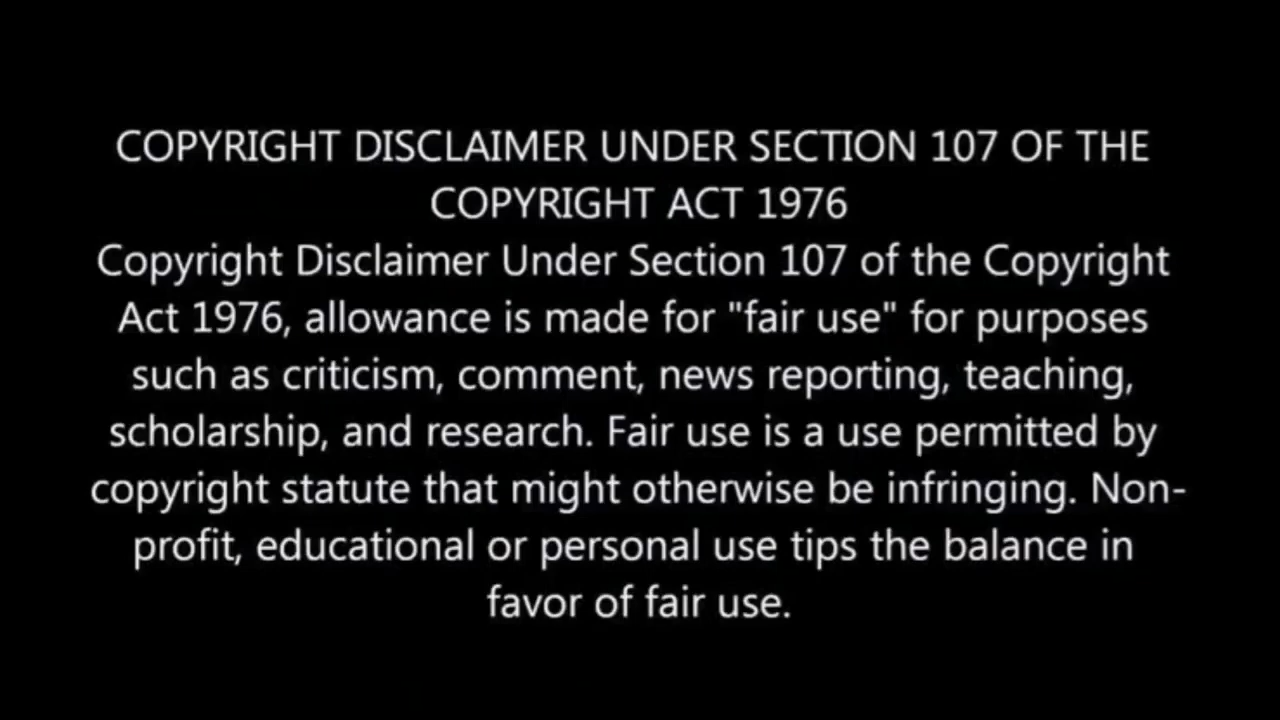 COPYRIGHT DISCLAIMER UNDER SECTION 107 OF THE
COPYRIGHT ACT 1976
Copyright Disclaimer Under Section 107 of the Copyright
Act 1976, allowance is made for "fair use" for purposes
such as criticism, comment, news reporting, teaching,
scholarship, and research. Fair use is a use permitted by
copyright statute that might otherwise be infringing. Non-
profit, educational or personal use tips the balance in
favor of fair use.